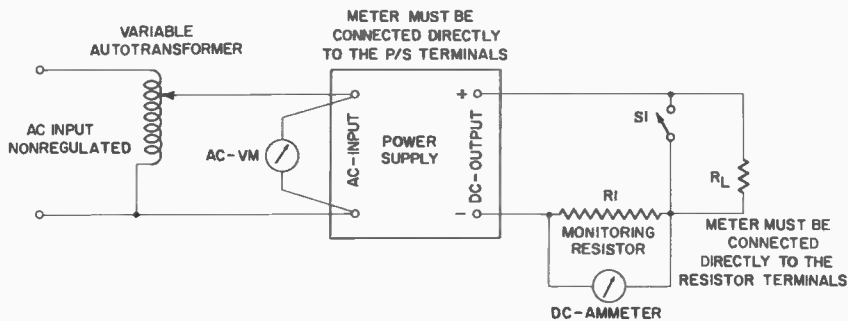 VARIABLE
AUTOTRANSFORMER
METER MUST BE
CONNECTED DIRECTLY
TO THE P/S TERMINALS
AC INPUT
NONREGULATED
AC-VM
AC-INPUT
POWER
SUPPLY
DC-OUTPUT
+
-
S1
RL
R1
MONITORING
RESISTOR
METER MUST BE
CONNECTED
DIRECTLY TO THE
RESISTOR TERMINALS
DC-AMMETER